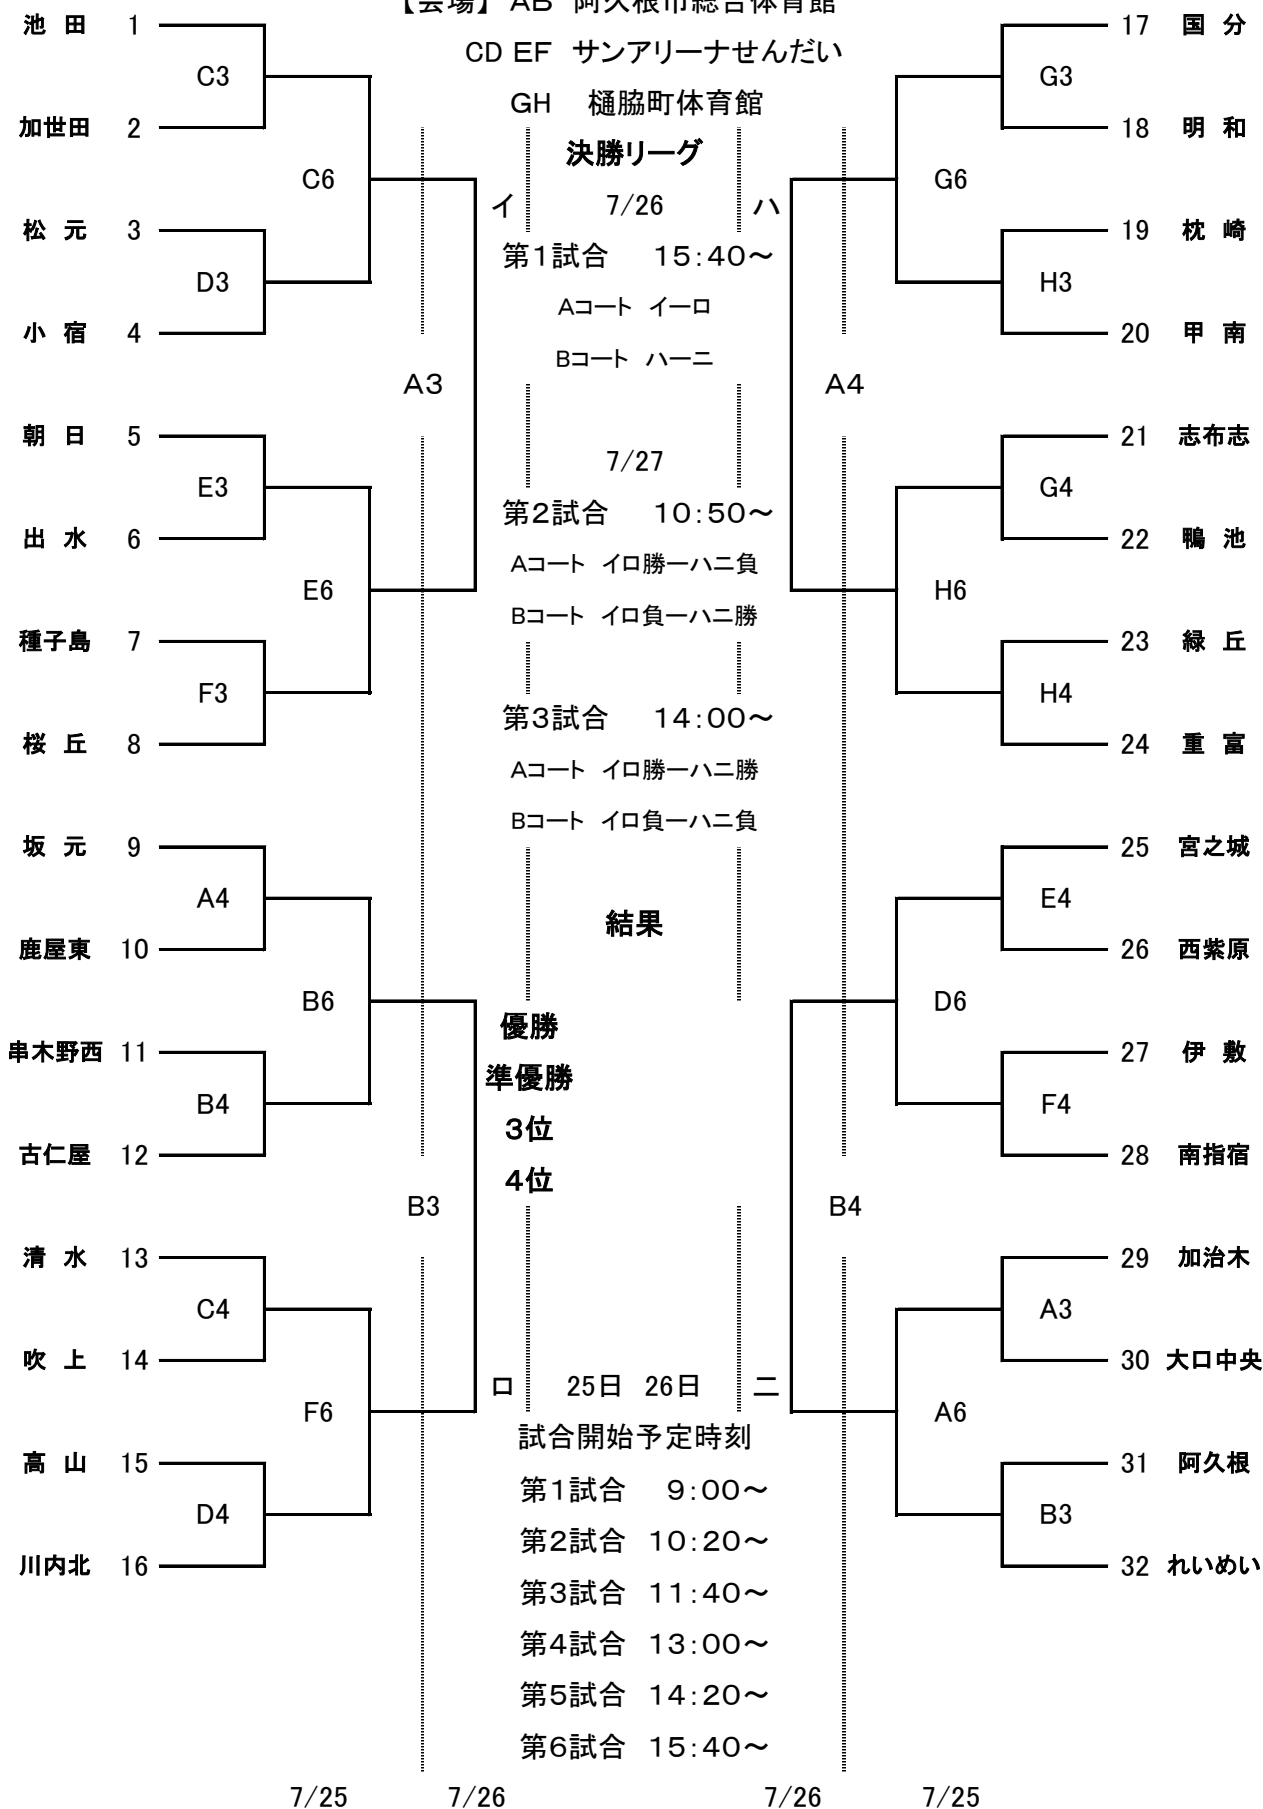 【会場】 AB 阿久根市総合体育館
CD EF サンアリーナせんだい
GH 樋脇町体育館
決勝リーグ
イ 7/26 ハ
第1試合 15:40～
Aコート イーロ
Bコート ハーニ
7/27
第2試合 10:50～
Aコート イロ勝ーハニ負
Bコート イロ負ーハニ勝
第3試合 14:00～
Aコート イロ勝ーハニ勝
Bコート イロ負ーハニ負
結果
優勝
準優勝
3位
4位
ロ 25日 26日 ニ
試合開始予定時刻
第1試合 9:00～
第2試合 10:20～
第3試合 11:40～
第4試合 13:00～
第5試合 14:20～
第6試合 15:40～
池 田 1
C3
加世田 2
C6
松 元 3
D3
小 宿 4
A3
朝 日 5
E3
出 水 6
E6
種子島 7
F3
桜 丘 8
坂 元 9
A4
鹿屋東 10
B6
串木野西 11
B4
古仁屋 12
B3
清 水 13
C4
吹 上 14
F6
高 山 15
D4
川内北 16
17 国 分
G3
18 明 和
G6
19 枕 崎
H3
20 甲 南
A4
21 志布志
G4
22 鴨 池
H6
23 緑 丘
H4
24 重 富
25 宮之城
E4
26 西紫原
D6
27 伊 敷
F4
28 南指宿
B4
29 加治木
A3
30 大口中央
A6
31 阿久根
B3
32 れいめい
7/25 7/26 7/26 7/25